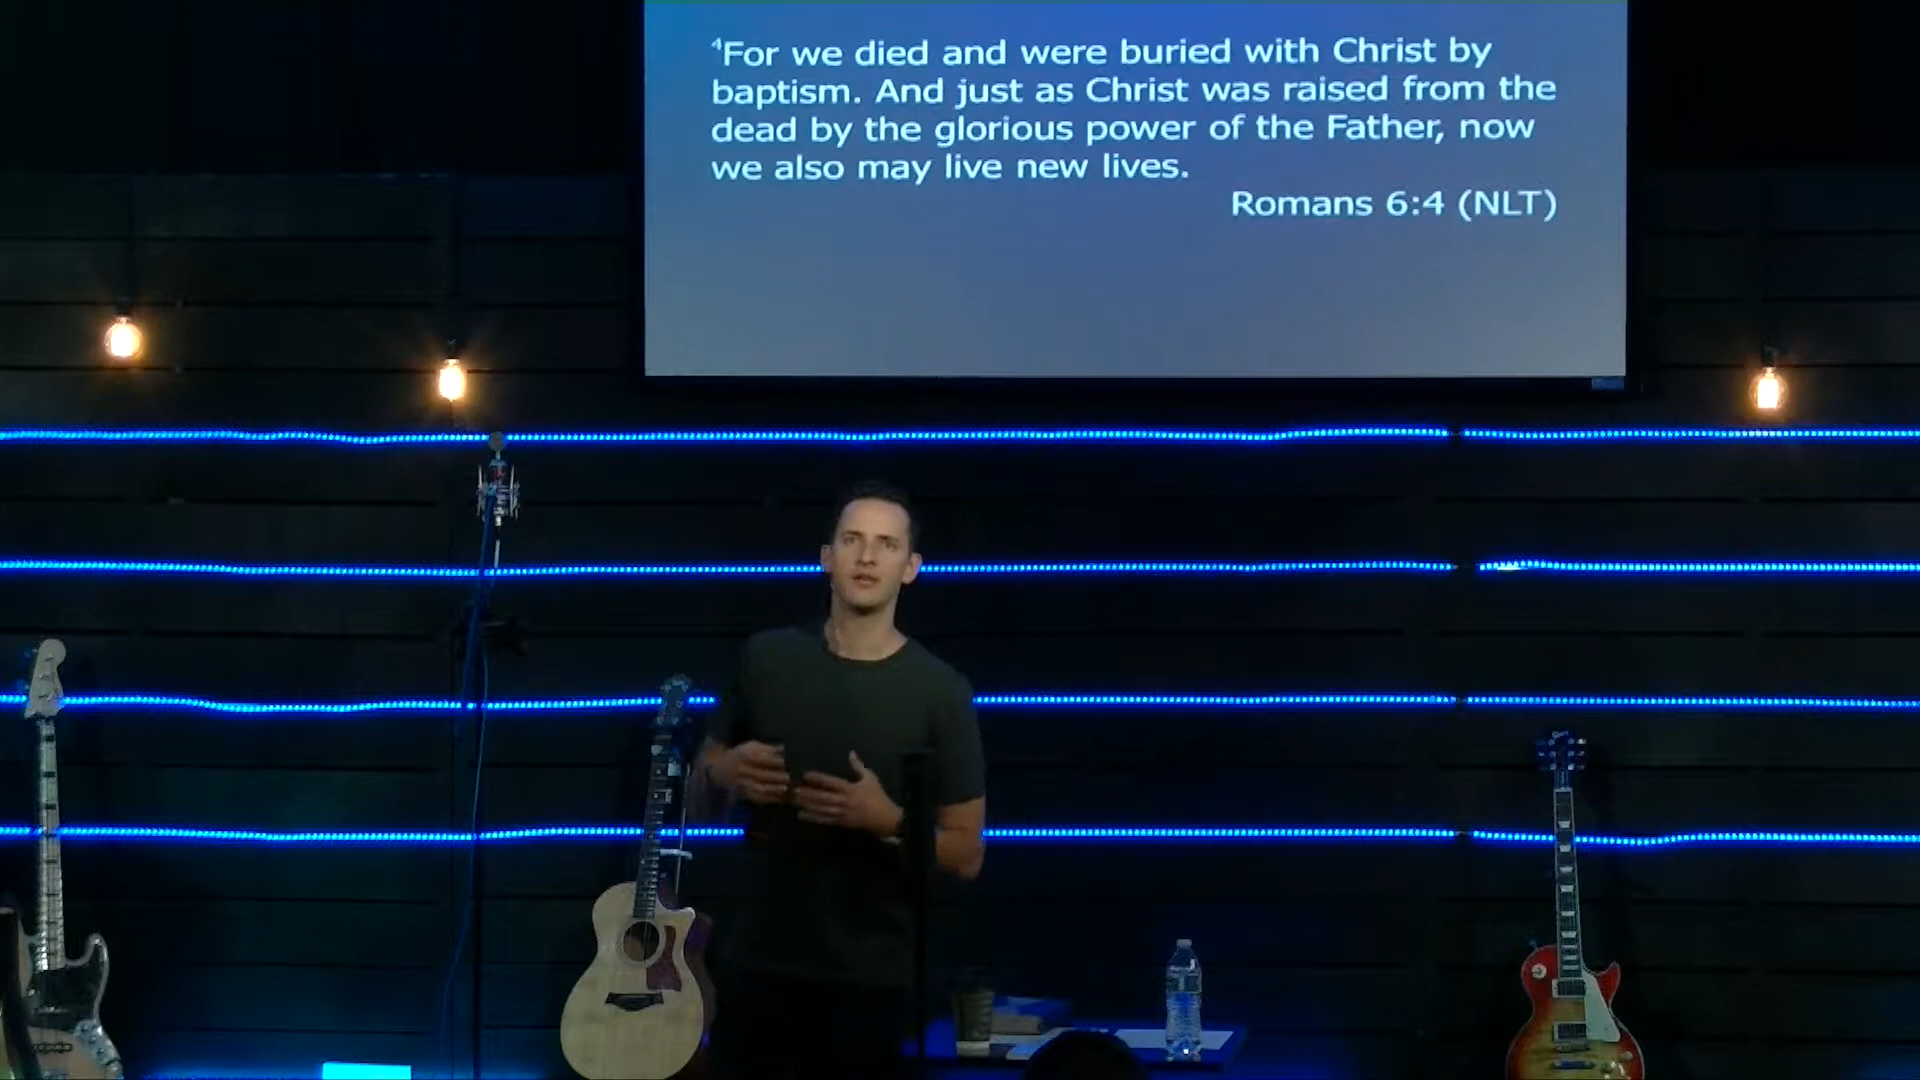 ⁴For we died and were buried with Christ by
baptism. And just as Christ was raised from the
dead by the glorious power of the Father, now
we also may live new lives.
Romans 6:4 (NLT)